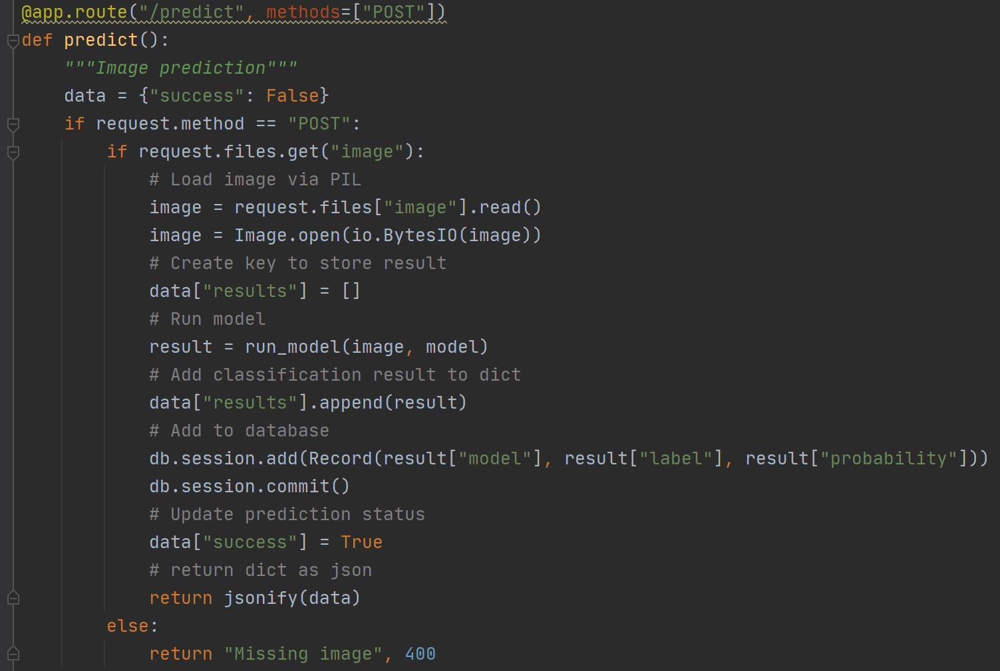 @app.route("/predict", methods=["POST"])
def predict():
    """Image prediction"""
    data = {"success": False}
    if request.method == "POST":
        if request.files.get("image"):
            # Load image via PIL
            image = request.files["image"].read()
            image = Image.open(io.BytesIO(image))
            # Create key to store result
            data["results"] = []
            # Run model
            result = run_model(image, model)
            # Add classification result to dict
            data["results"].append(result)
            # Add to database
            db.session.add(Record(result["model"], result["label"], result["probability"]))
            db.session.commit()
            # Update prediction status
            data["success"] = True
            # return dict as json
            return jsonify(data)
        else:
            return "Missing image", 400